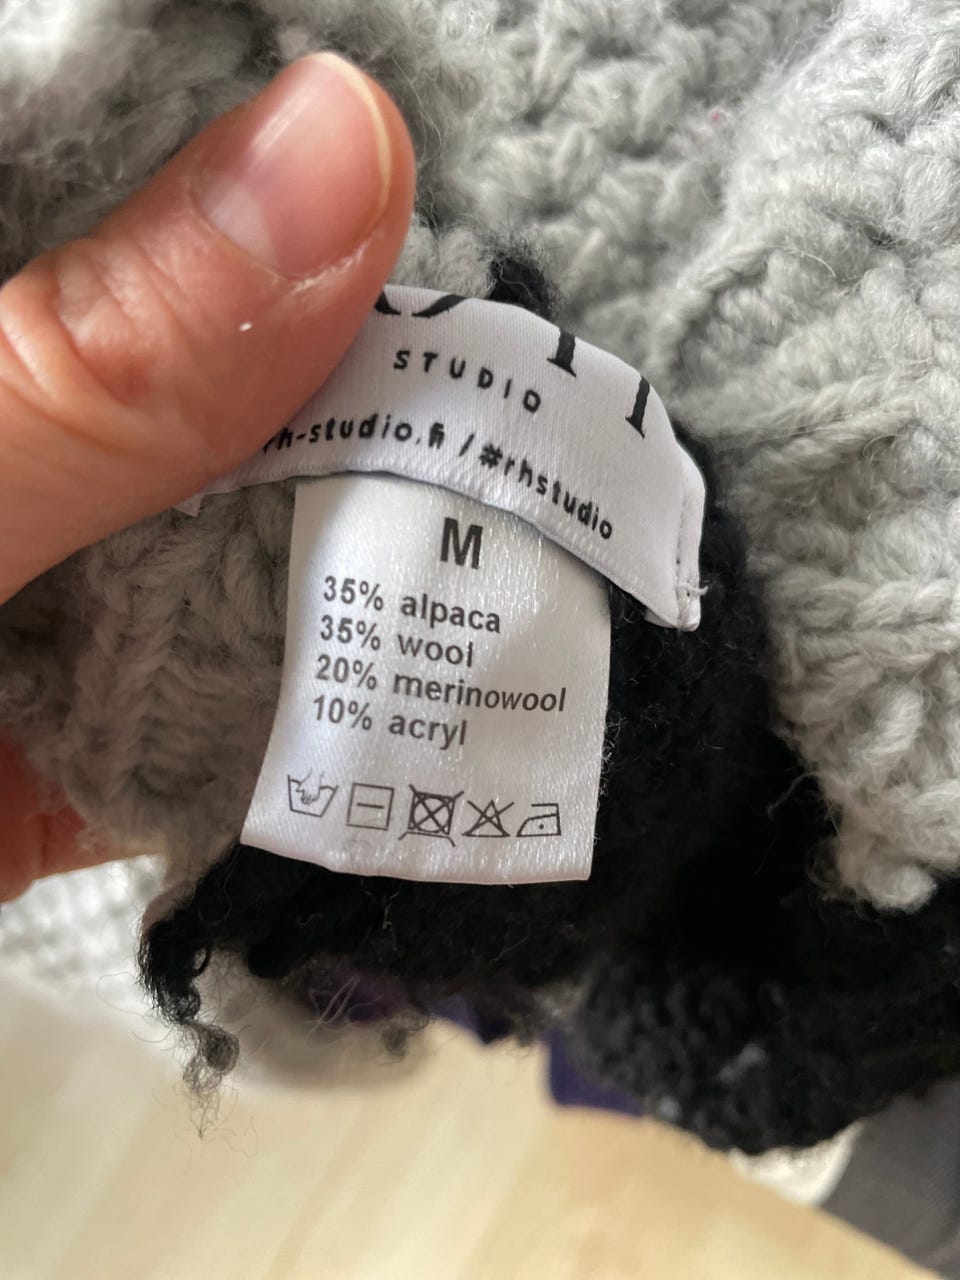 STUDIO
rh-studio.fi / #rhstudio
M
35% alpaca
35% wool
20% merinowool
10% acryl